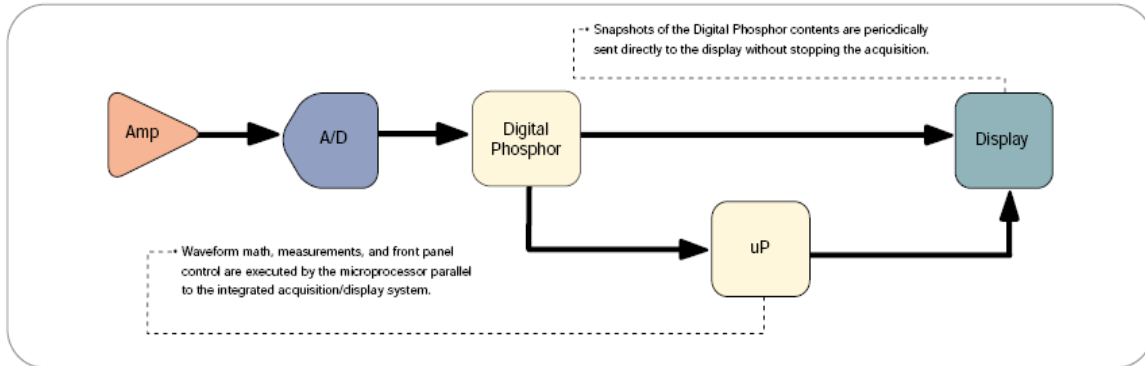 Snapshots of the Digital Phosphor contents are periodically
sent directly to the display without stopping the acquisition.
Amp
A/D
Digital
Phosphor
Display
Waveform math, measurements, and front panel
control are executed by the microprocessor parallel
to the integrated acquisition/display system.
uP